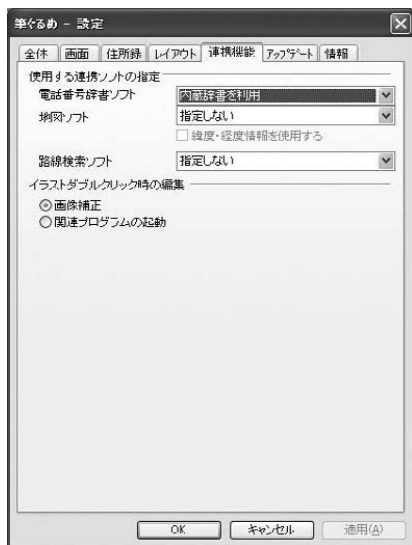 筆ぐるめ - 設定
全体 画面 住所録 レイアウト 連携機能 アップデート 情報
使用する連携ソフトの指定
電話番号辞書ソフト 内蔵辞書を利用
地図ソフト 指定しない
緯度・経度情報を使用する
路線検索ソフト 指定しない
イラストダブルクリック時の編集
画像補正
関連プログラムの起動
OK キャンセル 適用(A)